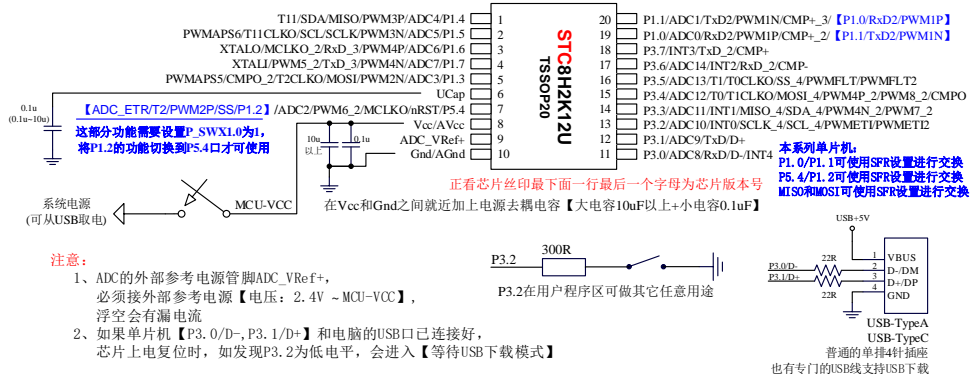 T11/SDA/MISO/PWM3P/ADC4/P1.4
PWMAPS6/T11CLKO/SCL/SCLK/PWM3N/ADC5/P1.5
XTALO/MCLKO_2/RxD_3/PWM4P/ADC6/P1.6
XTALI/PWM5_2/TxD_3/PWM4N/ADC7/P1.7
PWMAPS5/CMPO_2/T2CLKO/MOSI/PWM2N/ADC3/P1.3
UCap
【ADC_ETR/T2/PWM2P/SS/P1.2】/ADC2/PWM6_2/MCLKO/nRST/P5.4
Vcc/AVcc
ADC_VRef+
Gnd/AGnd
1
2
3
4
5
6
7
8
9
10
STC8H2K12U
TSSOP20
20
19
18
17
16
15
14
13
12
11
P1.1/ADC1/TxD2/PWM1N/CMP+_3/【P1.0/RxD2/PWM1P】
P1.0/ADC0/RxD2/PWM1P/CMP+_2/【P1.1/TxD2/PWM1N】
P3.7/INT3/TxD_2/CMP+
P3.6/ADC14/INT2/RxD_2/CMP-
P3.5/ADC13/T1/T0CLKO/SS_4/PWMFLT/PWMFLT2
P3.4/ADC12/T0/T1CLKO/MOSI_4/PWM4P_2/PWM8_2/CMPO
P3.3/ADC11/INT1/MISO_4/SDA_4/PWM4N_2/PWM7_2
P3.2/ADC10/INT0/SCLK_4/SCL_4/PWMETI/PWMETI2
P3.1/ADC9/TxD/D+
P3.0/ADC8/RxD/D-/INT4
0.1u
(0.1u~10u)
这部分功能需要设置P_SWX1.0为1,
将P1.2的功能切换到P5.4口才可使用
10u
以上
0.1u
本系列单片机:
P1.0/P1.1可使用SFR设置进行交换
P5.4/P1.2可使用SFR设置进行交换
MISO和MOSI可使用SFR设置进行交换
正看芯片丝印最下面一行最后一个字母为芯片版本号
在Vcc和Gnd之间就近加上电源去耦电容【大电容10uF以上+小电容0.1uF】
系统电源
(可从USB取电)
MCU-VCC
注意:
1、ADC的外部参考电源管脚ADC_VRef+,
必须接外部参考电源【电压: 2.4V ~ MCU-VCC】,
浮空会有漏电流
2、如果单片机【P3.0/D-,P3.1/D+】和电脑的USB口已连接好,
芯片上电复位时, 如发现P3.2为低电平, 会进入【等待USB下载模式】
P3.2
300R
P3.2在用户程序区可做其它任意用途
USB+5V
P3.0/D-
P3.1/D+
22R
22R
1
2
3
4
VBUS
D-/DM
D+/DP
GND
USB-TypeA
USB-TypeC
普通的单排4针插座
也有专门的USB线支持USB下载